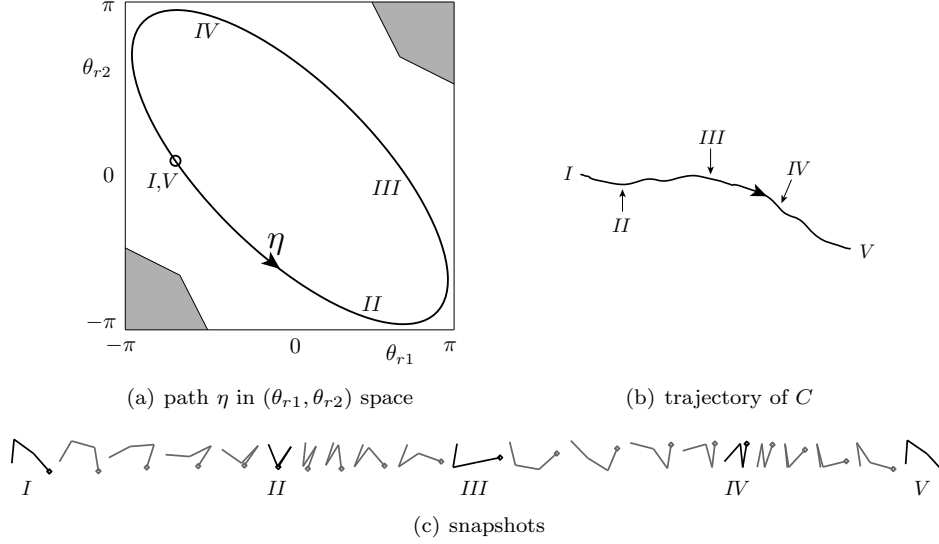 π
IV
θr2
0
I,V
III
η
II
−π
−π
0
π
θr1
(a) path η in (θr1, θr2) space
III
I
IV
II
V
(b) trajectory of C
I
II
III
IV
V
(c) snapshots